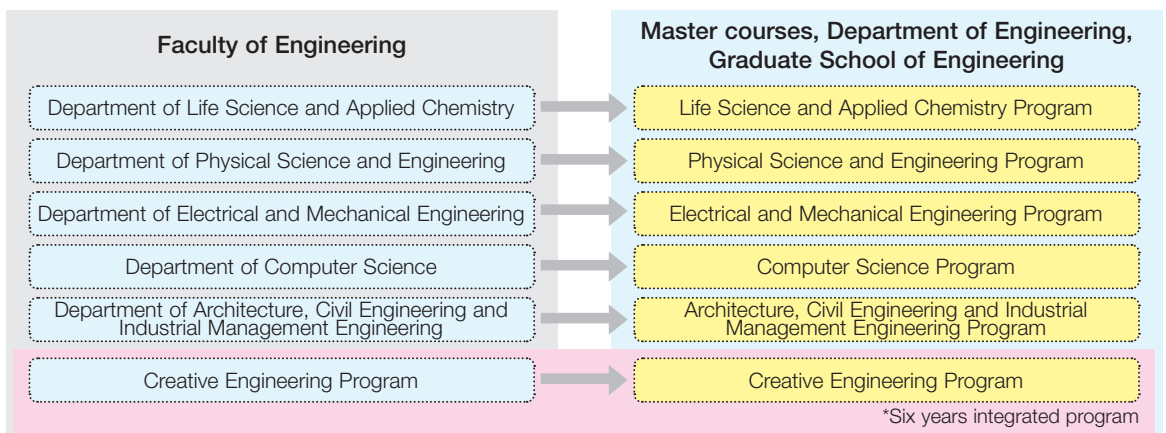 Faculty of Engineering
Master courses, Department of Engineering,
Graduate School of Engineering
Department of Life Science and Applied Chemistry
Life Science and Applied Chemistry Program
Department of Physical Science and Engineering
Physical Science and Engineering Program
Department of Electrical and Mechanical Engineering
Electrical and Mechanical Engineering Program
Department of Computer Science
Computer Science Program
Department of Architecture, Civil Engineering and
Industrial Management Engineering
Architecture, Civil Engineering and Industrial
Management Engineering Program
Creative Engineering Program
Creative Engineering Program
*Six years integrated program